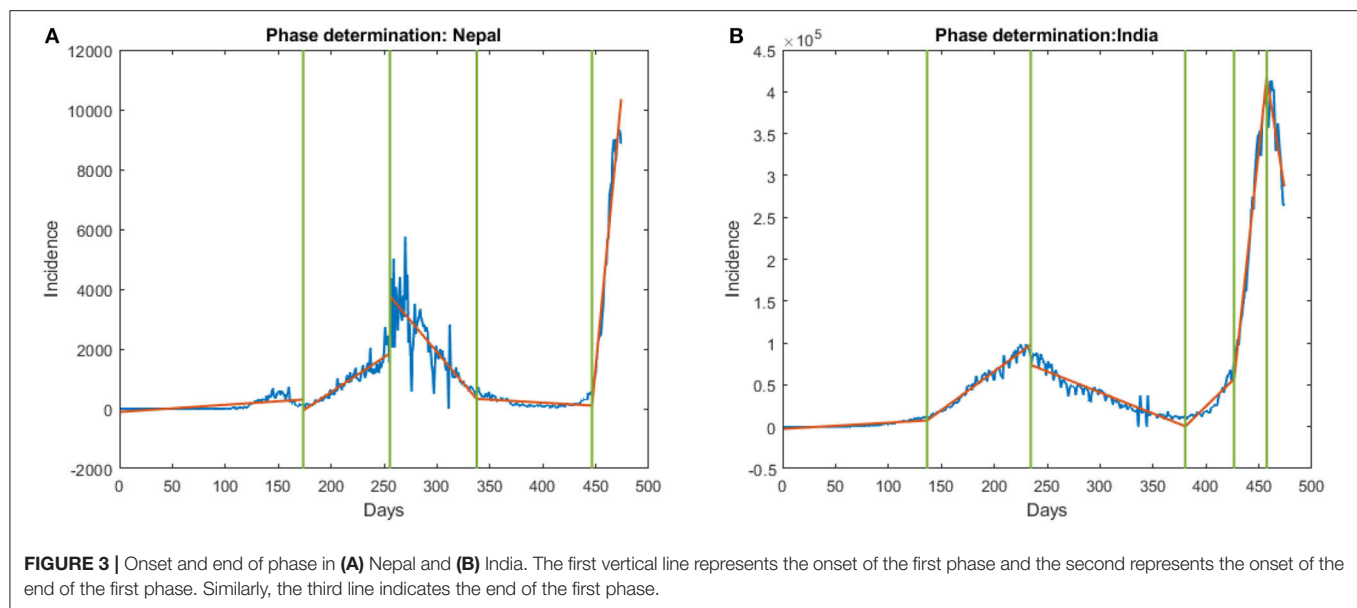 A
Phase determination: Nepal
12000
10000
8000
6000
4000
2000
0
-2000
Incidence
0 50 100 150 200 250 300 350 400 450 500
Days
B
Phase determination:India
×10⁵
4.5
4
3.5
3
2.5
2
1.5
1
0.5
0
-0.5
Incidence
0 50 100 150 200 250 300 350 400 450 500
Days
FIGURE 3 | Onset and end of phase in (A) Nepal and (B) India. The first vertical line represents the onset of the first phase and the second represents the onset of the
end of the first phase. Similarly, the third line indicates the end of the first phase.